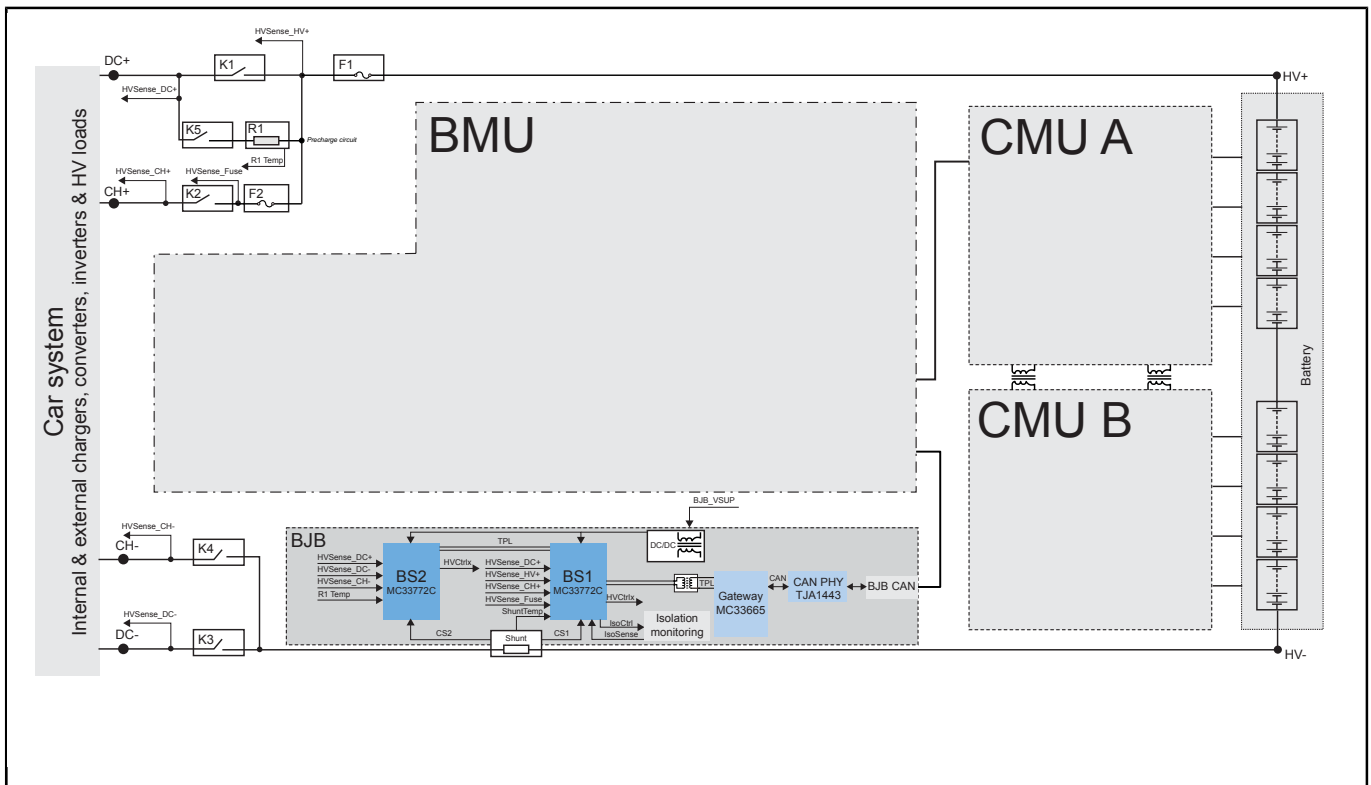 HVSense_HV+
DC+
K1
F1
HV+
HVSense_DC+
K5
R1
Precharge circuit
R1 Temp
HVSense_CH+
HVSense_Fuse
CH+
K2
F2
Car system
Internal & external chargers, converters, inverters & HV loads
BMU
CMU A
CMU B
Battery
HVSense_CH-
CH-
K4
HVSense_DC-
DC-
K3
HV-
BJB_VSUP
BJB
TPL
DC/DC
HVSense_DC+
HVSense_DC-
HVSense_CH-
R1 Temp
BS2
MC33772C
HVCtrlx
HVSense_DC+
HVSense_HV+
HVSense_CH+
HVSense_Fuse
ShuntTemp
BS1
MC33772C
HVCtrlx
TPL
Gateway
MC33665
CAN
CAN PHY
TJA1443
BJB CAN
IsoCtrl
IsoSense
Isolation
monitoring
CS2
Shunt
CS1